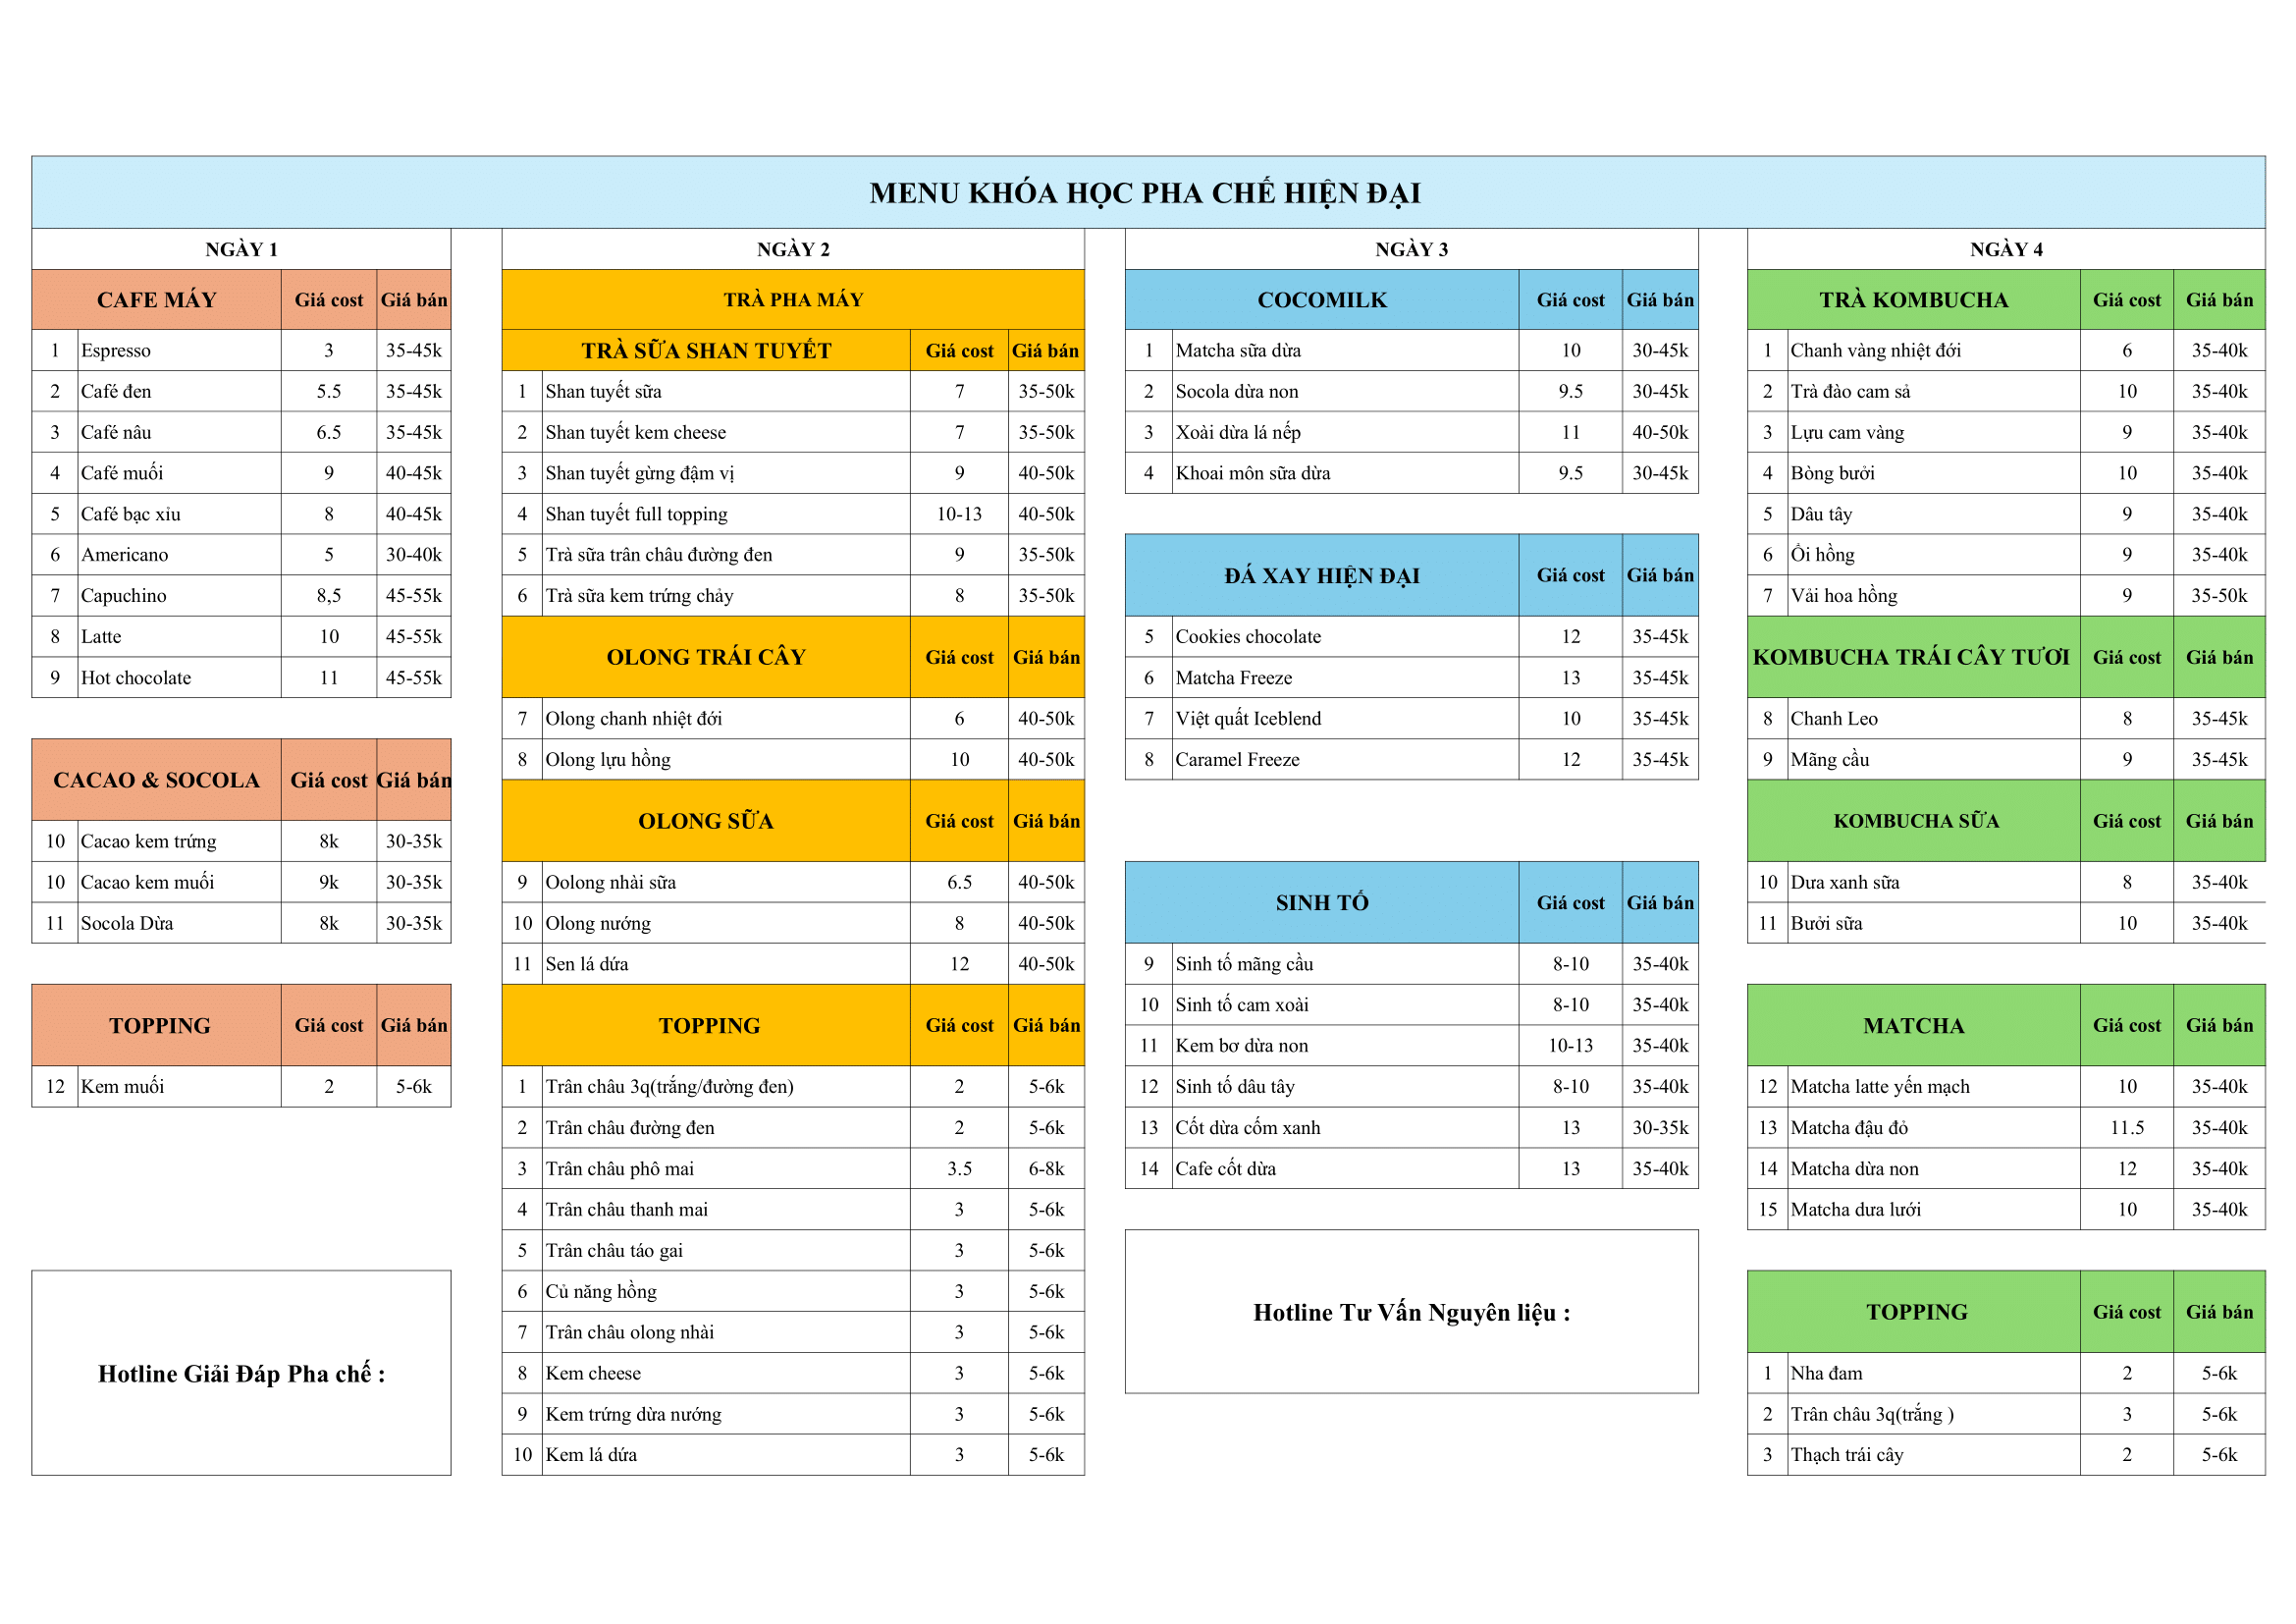 MENU KHÓA HỌC PHA CHẾ HIỆN ĐẠI
NGÀY 1
CAFE MÁY Giá cost Giá bán
1 Espresso 3 35-45k
2 Café đen 5.5 35-45k
3 Café nâu 6.5 35-45k
4 Café muối 9 40-45k
5 Café bạc xỉu 8 40-45k
6 Americano 5 30-40k
7 Capuchino 8,5 45-55k
8 Latte 10 45-55k
9 Hot chocolate 11 45-55k
CACAO & SOCOLA Giá cost Giá bán
10 Cacao kem trứng 8k 30-35k
10 Cacao kem muối 9k 30-35k
11 Socola Dừa 8k 30-35k
TOPPING Giá cost Giá bán
12 Kem muối 2 5-6k
Hotline Giải Đáp Pha chế :
NGÀY 2
TRÀ PHA MÁY
TRÀ SỮA SHAN TUYẾT Giá cost Giá bán
1 Shan tuyết sữa 7 35-50k
2 Shan tuyết kem cheese 7 35-50k
3 Shan tuyết gừng đậm vị 9 40-50k
4 Shan tuyết full topping 10-13 40-50k
5 Trà sữa trân châu đường đen 9 35-50k
6 Trà sữa kem trứng chảy 8 35-50k
OLONG TRÁI CÂY Giá cost Giá bán
7 Olong chanh nhiệt đới 6 40-50k
8 Olong lựu hồng 10 40-50k
OLONG SỮA Giá cost Giá bán
9 Oolong nhài sữa 6.5 40-50k
10 Olong nướng 8 40-50k
11 Sen lá dứa 12 40-50k
TOPPING Giá cost Giá bán
1 Trân châu 3q(trắng/đường đen) 2 5-6k
2 Trân châu đường đen 2 5-6k
3 Trân châu phô mai 3.5 6-8k
4 Trân châu thanh mai 3 5-6k
5 Trân châu táo gai 3 5-6k
6 Củ năng hồng 3 5-6k
7 Trân châu olong nhài 3 5-6k
8 Kem cheese 3 5-6k
9 Kem trứng dừa nướng 3 5-6k
10 Kem lá dứa 3 5-6k
NGÀY 3
COCOMILK Giá cost Giá bán
1 Matcha sữa dừa 10 30-45k
2 Socola dừa non 9.5 30-45k
3 Xoài dừa lá nếp 11 40-50k
4 Khoai môn sữa dừa 9.5 30-45k
ĐÁ XAY HIỆN ĐẠI Giá cost Giá bán
5 Cookies chocolate 12 35-45k
6 Matcha Freeze 13 35-45k
7 Việt quất Iceblend 10 35-45k
8 Caramel Freeze 12 35-45k
SINH TỐ Giá cost Giá bán
9 Sinh tố mãng cầu 8-10 35-40k
10 Sinh tố cam xoài 8-10 35-40k
11 Kem bơ dừa non 10-13 35-40k
12 Sinh tố dâu tây 8-10 35-40k
13 Cốt dừa cốm xanh 13 30-35k
14 Cafe cốt dừa 13 35-40k
Hotline Tư Vấn Nguyên liệu :
NGÀY 4
TRÀ KOMBUCHA Giá cost Giá bán
1 Chanh vàng nhiệt đới 6 35-40k
2 Trà đào cam sả 10 35-40k
3 Lựu cam vàng 9 35-40k
4 Bòng bưởi 10 35-40k
5 Dâu tây 9 35-40k
6 Ổi hồng 9 35-40k
7 Vải hoa hồng 9 35-50k
KOMBUCHA TRÁI CÂY TƯƠI Giá cost Giá bán
8 Chanh Leo 8 35-45k
9 Mãng cầu 9 35-45k
KOMBUCHA SỮA Giá cost Giá bán
10 Dưa xanh sữa 8 35-40k
11 Bưởi sữa 10 35-40k
MATCHA Giá cost Giá bán
12 Matcha latte yến mạch 10 35-40k
13 Matcha đậu đỏ 11.5 35-40k
14 Matcha dừa non 12 35-40k
15 Matcha dưa lưới 10 35-40k
TOPPING Giá cost Giá bán
1 Nha đam 2 5-6k
2 Trân châu 3q(trắng ) 3 5-6k
3 Thạch trái cây 2 5-6k